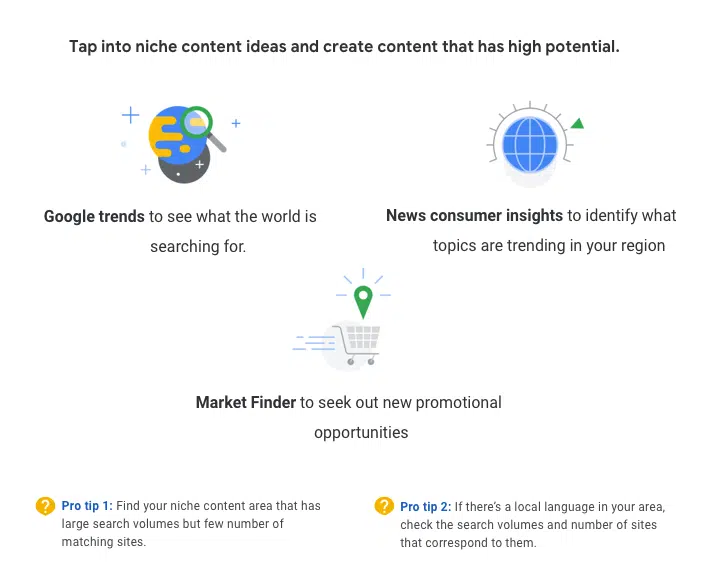 Tap into niche content ideas and create content that has high potential.
Google trends to see what the world is
searching for.
News consumer insights to identify what
topics are trending in your region
Market Finder to seek out new promotional
opportunities
Pro tip 1: Find your niche content area that has
large search volumes but few number of
matching sites.
Pro tip 2: If there's a local language in your area,
check the search volumes and number of sites
that correspond to them.